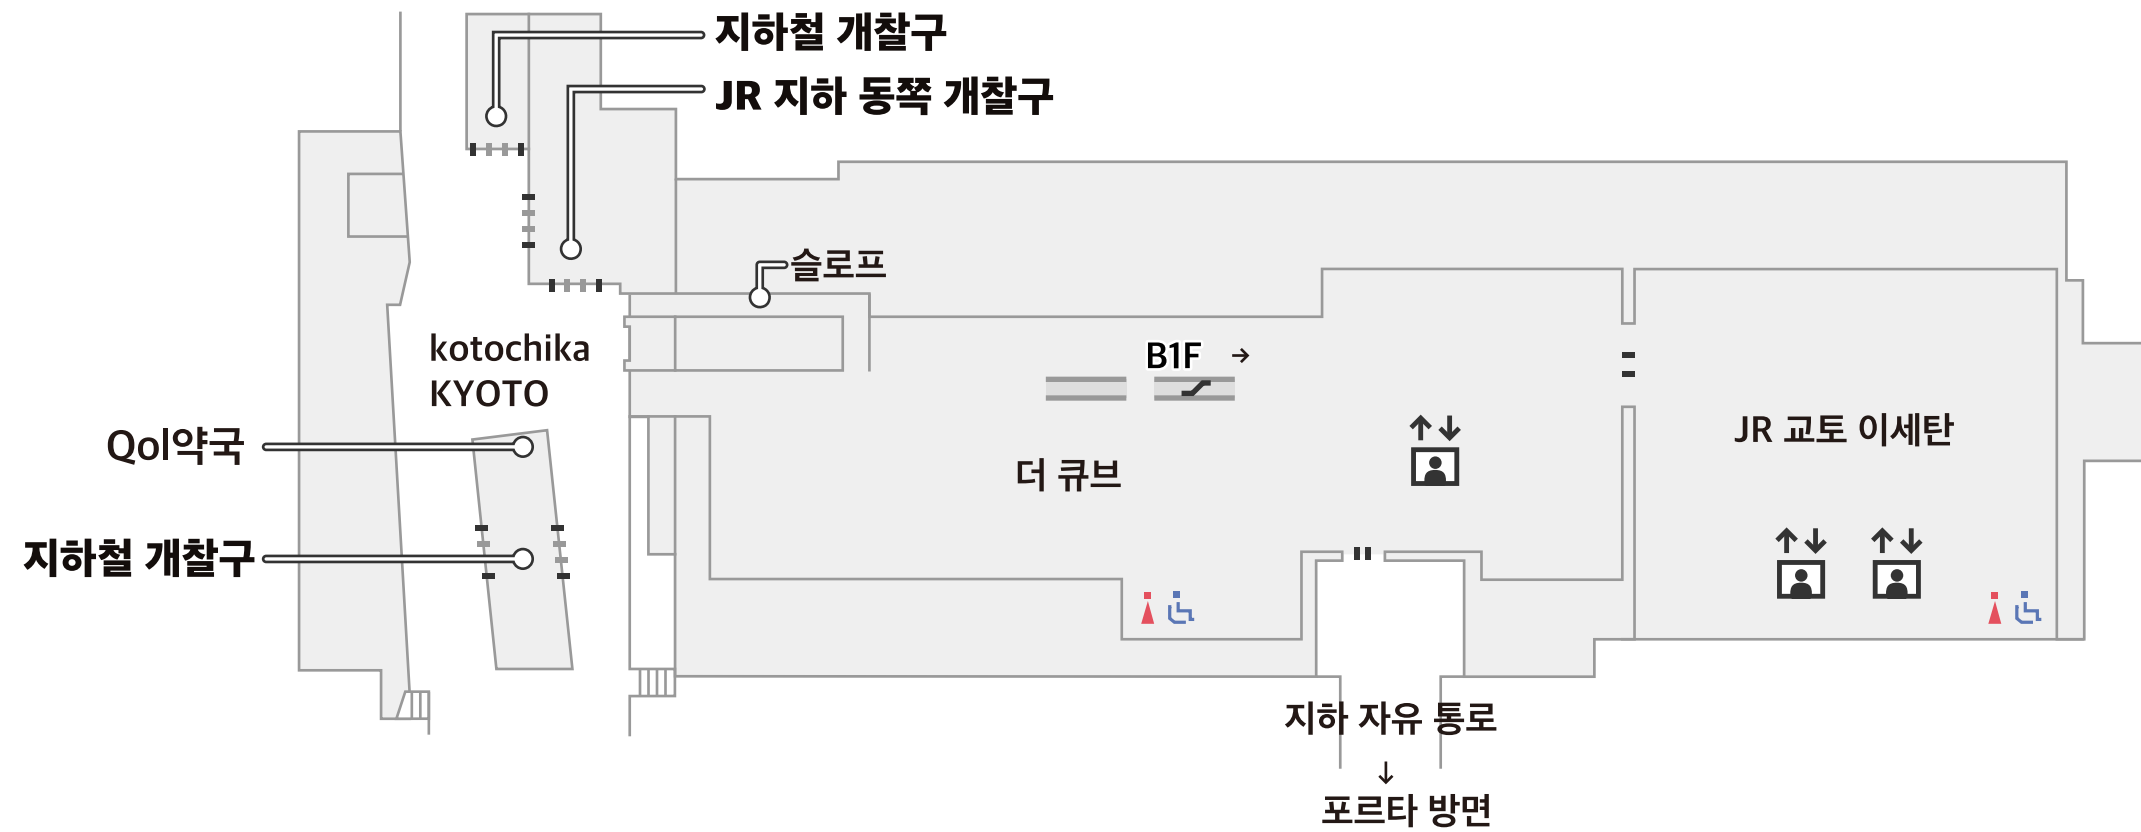 지하철 개찰구
JR 지하 동쪽 개찰구
슬로프
kotochika
KYOTO
B1F →
Qol약국
더 큐브
JR 교토 이세탄
지하철 개찰구
지하 자유 통로
↓
포르타 방면